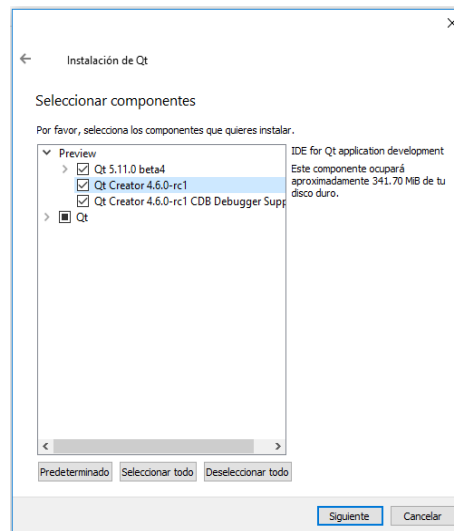 Instalación de Qt
Seleccionar componentes
Por favor, selecciona los componentes que quieres instalar.
Preview
Qt 5.11.0 beta4
Qt Creator 4.6.0-rc1
Qt Creator 4.6.0-rc1 CDB Debugger Supp
Qt
IDE for Qt application development
Este componente ocupará
aproximadamente 341.70 MiB de tu
disco duro.
Predeterminado Seleccionar todo Deseleccionar todo
Siguiente Cancelar